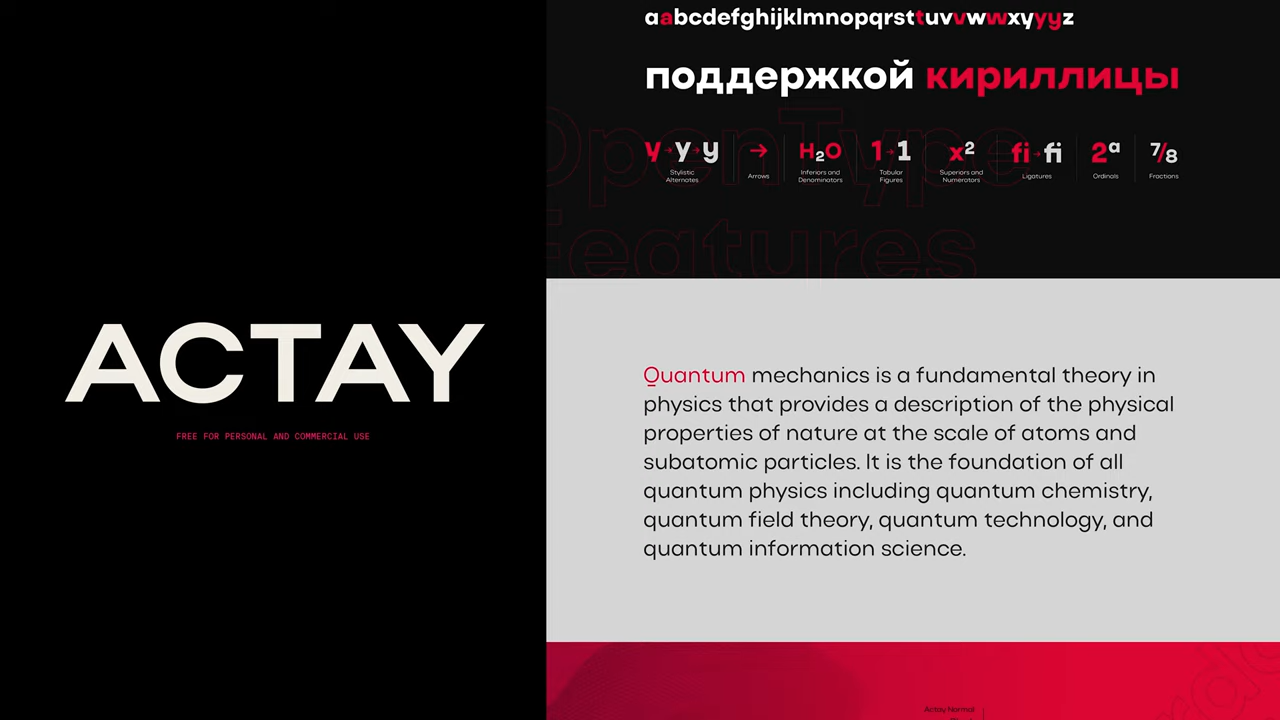 ACTAY
FREE FOR PERSONAL AND COMMERCIAL USE
aabcdefghijklmnopqrsttuvvwwxyyyz
поддержкой кириллицы
OpenType
Features
y→y→y
Stylistic
Alternates
→
Arrows
H₂O
Inferiors and
Denominators
1→1
Tabular
Figures
x²
Superiors and
Numerators
fi→fi
Ligatures
2ª
Ordinals
⅞
Fractions
Quantum mechanics is a fundamental theory in
physics that provides a description of the physical
properties of nature at the scale of atoms and
subatomic particles. It is the foundation of all
quantum physics including quantum chemistry,
quantum field theory, quantum technology, and
quantum information science.
Actay Normal